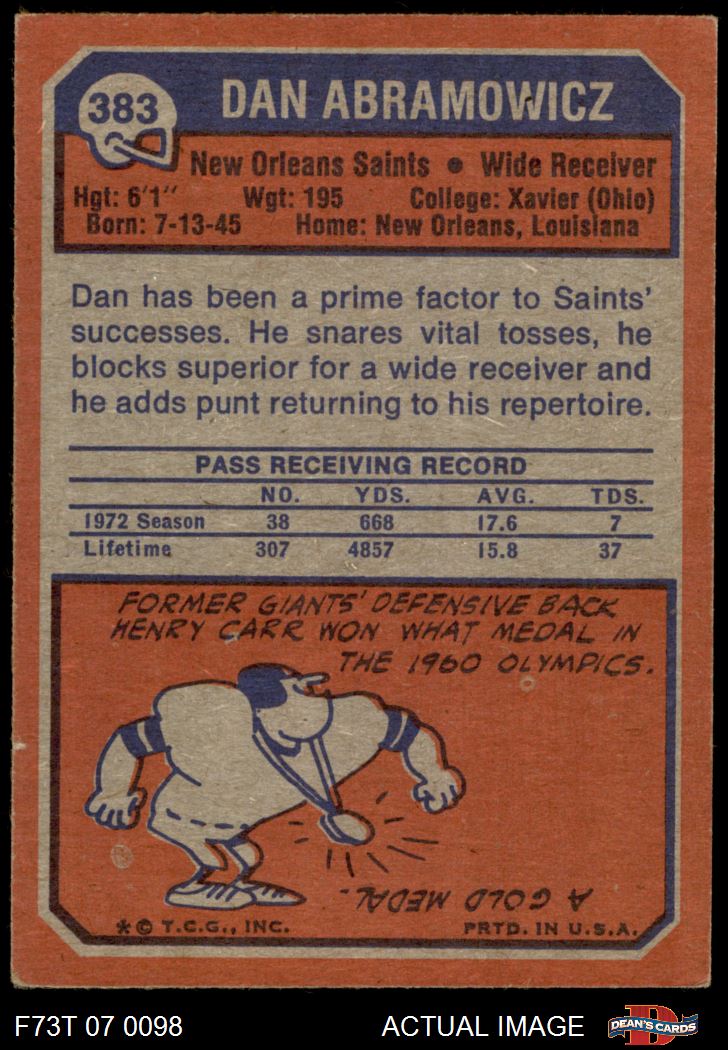 383
DAN ABRAMOWICZ
New Orleans Saints • Wide Receiver
Hgt: 6'1" Wgt: 195 College: Xavier (Ohio)
Born: 7-13-45 Home: New Orleans, Louisiana
Dan has been a prime factor to Saints'
successes. He snares vital tosses, he
blocks superior for a wide receiver and
he adds punt returning to his repertoire.
PASS RECEIVING RECORD
NO. YDS. AVG. TDS.
1972 Season 38 668 17.6 7
Lifetime 307 4857 15.8 37
FORMER GIANTS' DEFENSIVE BACK
HENRY CARR WON WHAT MEDAL IN
THE 1960 OLYMPICS.
A GOLD MEDAL.
*© T.C.G., INC. PRTD. IN U.S.A.
F73T 07 0098 ACTUAL IMAGE D DEAN'S CARDS